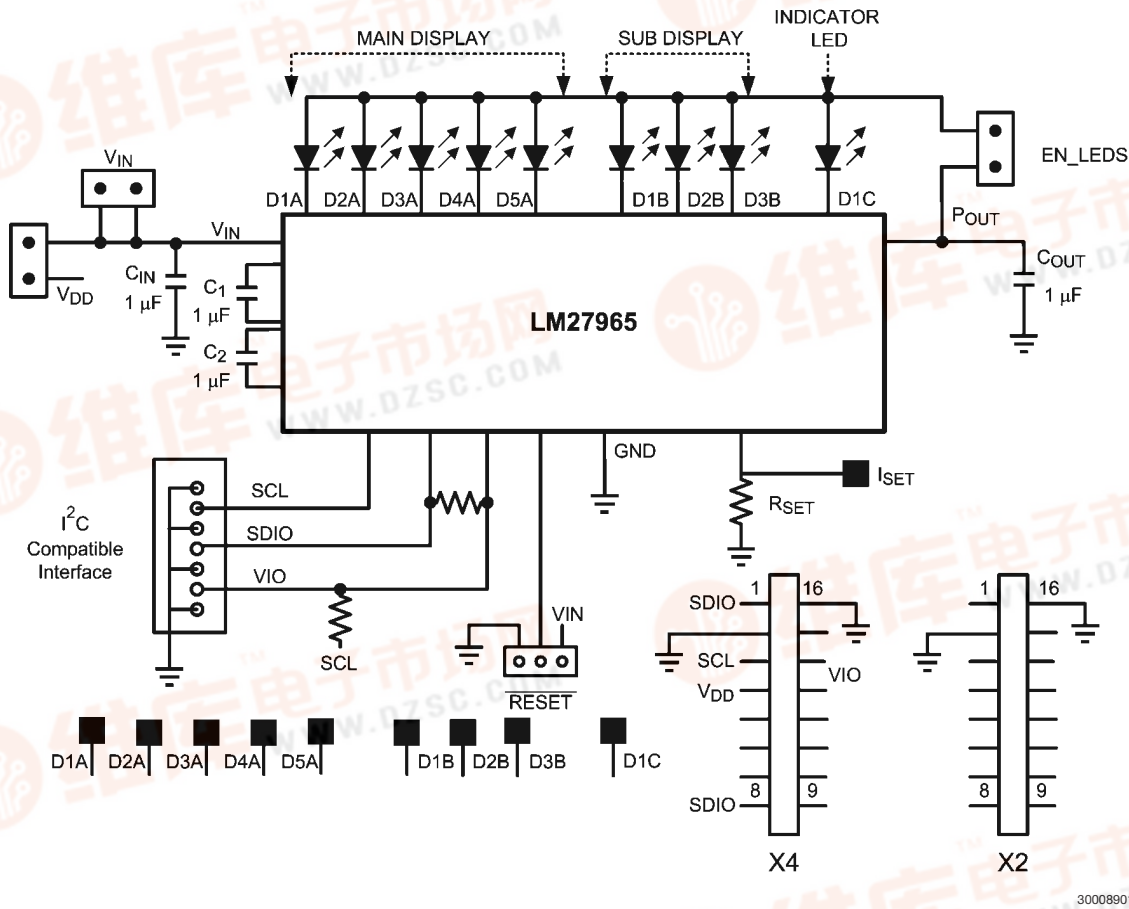 INDICATOR
LED
MAIN DISPLAY
SUB DISPLAY
EN_LEDS
VIN
D1A D2A D3A D4A D5A D1B D2B D3B D1C
POUT
VIN
VDD
CIN
1 µF
C1
1 µF
C2
1 µF
LM27965
COUT
1 µF
GND
ISET
RSET
I²C
Compatible
Interface
SCL
SDIO
VIO
SCL
VIN
RESET
D1A D2A D3A D4A D5A D1B D2B D3B D1C
SDIO 1 16
SCL VIO
VDD
SDIO 8 9
X4
1 16
8 9
X2
3000890
维库电子市场网
WWW.DZSC.COM
TM